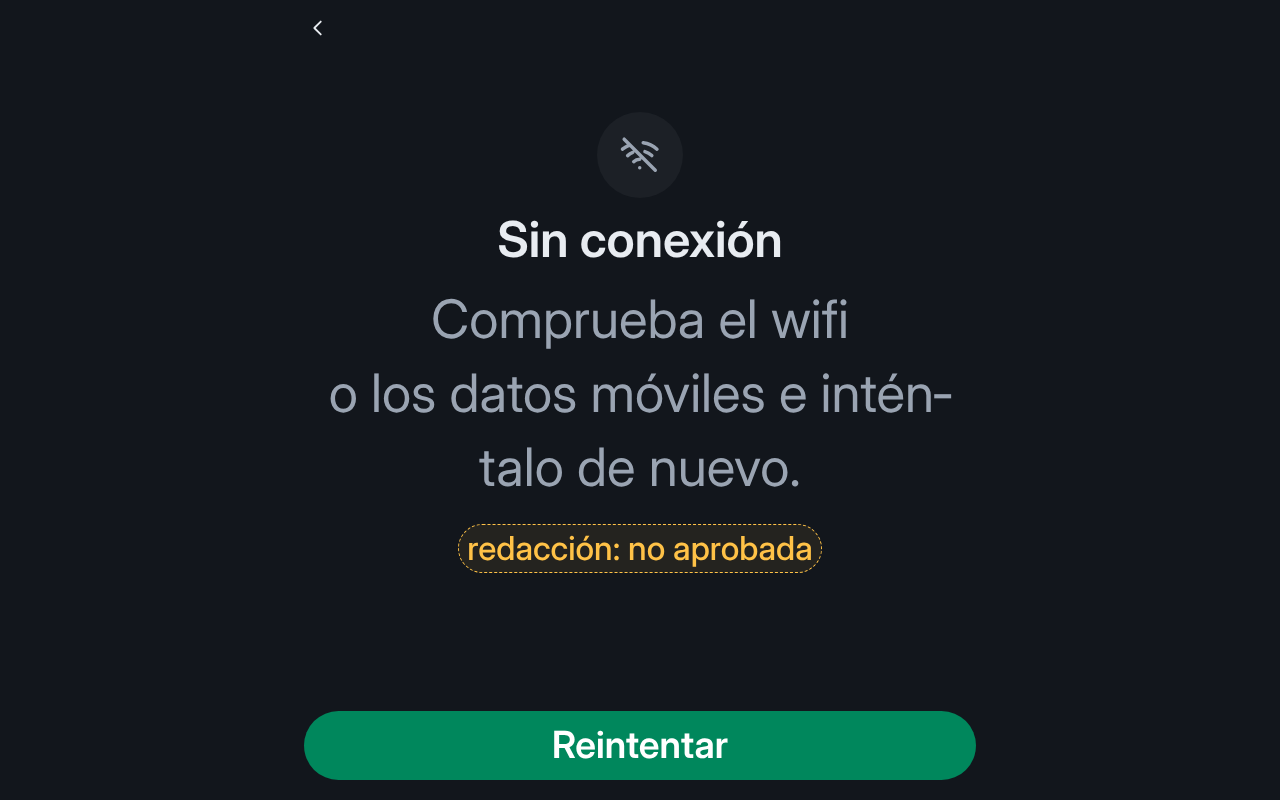 Sin conexión
Comprueba el wifi
o los datos móviles e intén-
talo de nuevo.
redacción: no aprobada
Reintentar